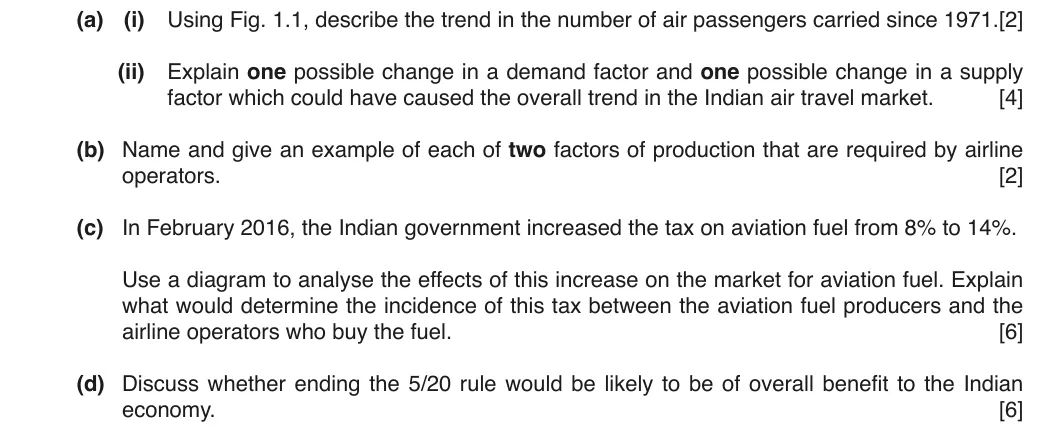 (a) (i) Using Fig. 1.1, describe the trend in the number of air passengers carried since 1971.[2]
(ii) Explain one possible change in a demand factor and one possible change in a supply
factor which could have caused the overall trend in the Indian air travel market. [4]
(b) Name and give an example of each of two factors of production that are required by airline
operators. [2]
(c) In February 2016, the Indian government increased the tax on aviation fuel from 8% to 14%.
Use a diagram to analyse the effects of this increase on the market for aviation fuel. Explain
what would determine the incidence of this tax between the aviation fuel producers and the
airline operators who buy the fuel. [6]
(d) Discuss whether ending the 5/20 rule would be likely to be of overall benefit to the Indian
economy. [6]